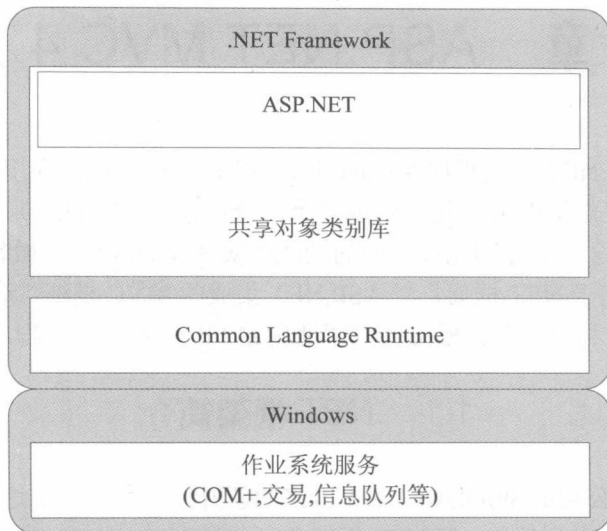 .NET Framework
ASP.NET
共享对象类别库
Common Language Runtime
Windows
作业系统服务
(COM+,交易,信息队列等)